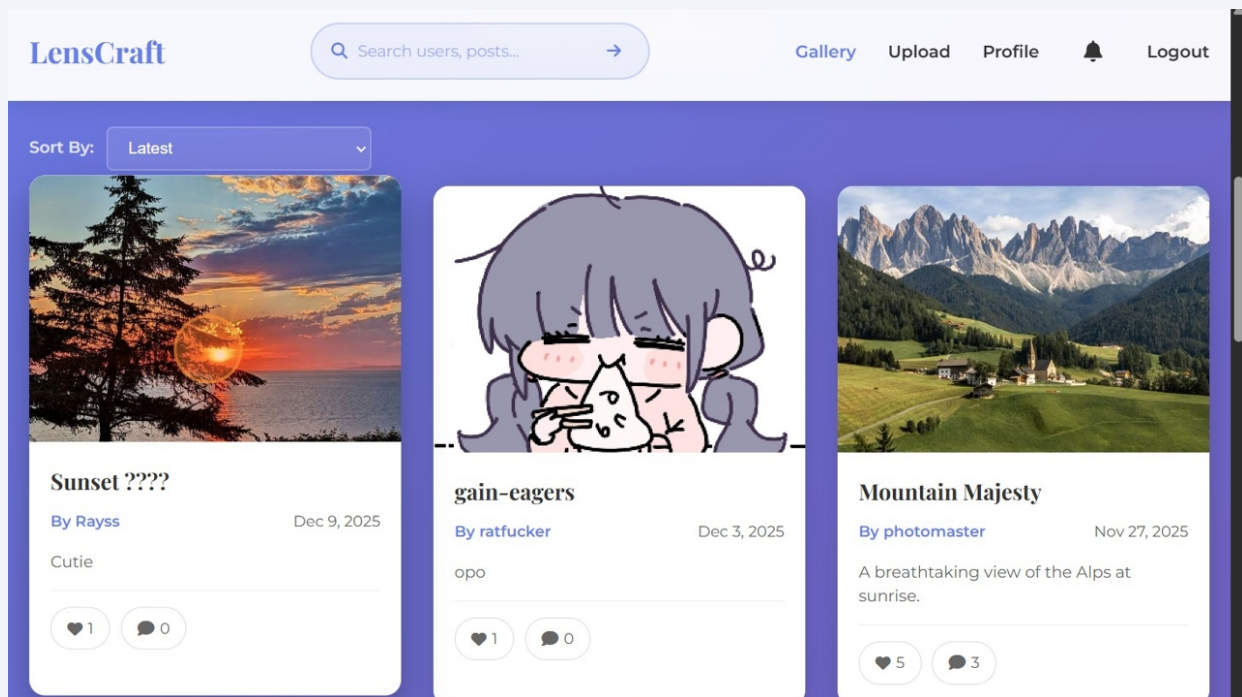 LensCraft
Search users, posts...
Gallery
Upload
Profile
Logout
Sort By:
Latest
Sunset ????
By Rayss
Dec 9, 2025
Cutie
1
0
gain-eagers
By ratfucker
Dec 3, 2025
opo
1
0
Mountain Majesty
By photomaster
Nov 27, 2025
A breathtaking view of the Alps at
sunrise.
5
3